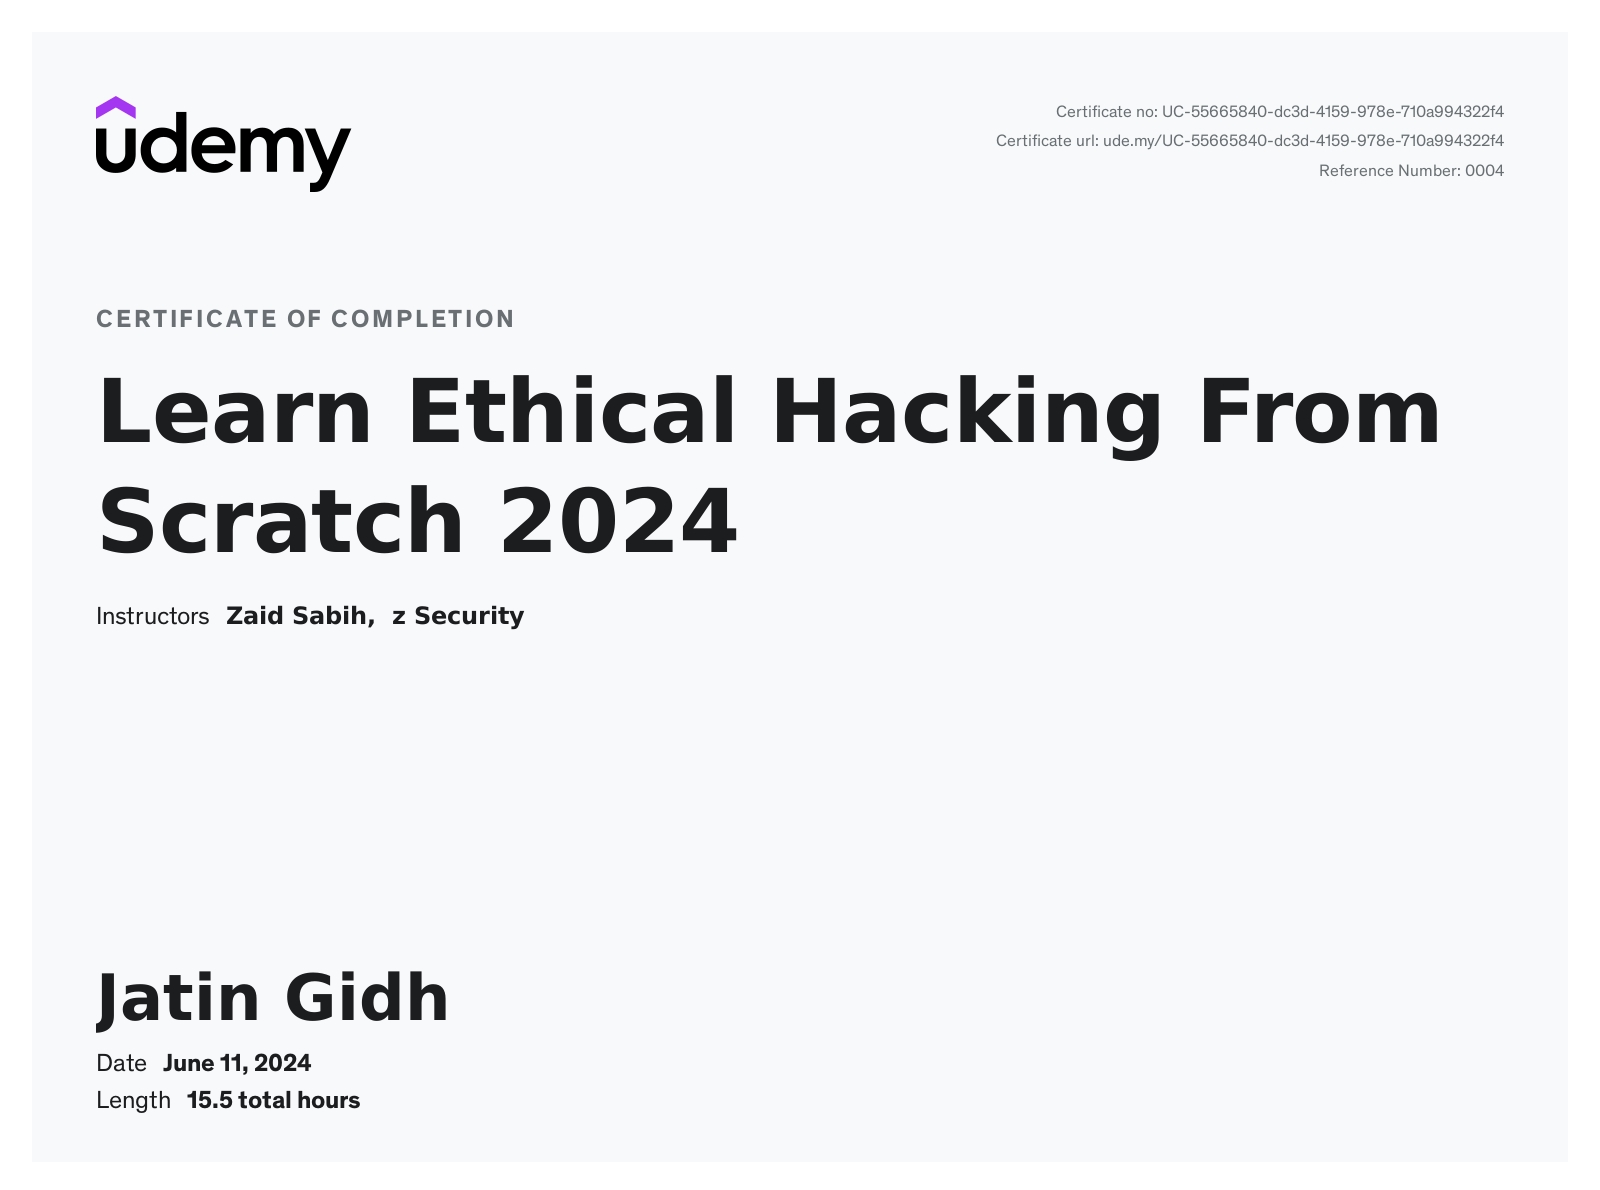 udemy
Certificate no: UC-55665840-dc3d-4159-978e-710a994322f4
Certificate url: ude.my/UC-55665840-dc3d-4159-978e-710a994322f4
Reference Number: 0004
CERTIFICATE OF COMPLETION
Learn Ethical Hacking From
Scratch 2024
Instructors Zaid Sabih, z Security
Jatin Gidh
Date June 11, 2024
Length 15.5 total hours